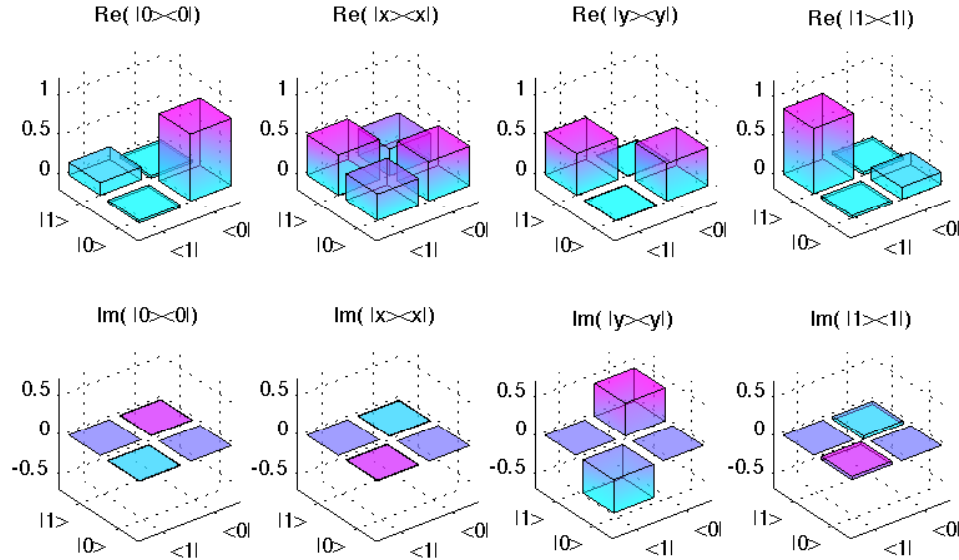 Re( |0><0|) Re( |x><x|) Re( |y><y|) Re( |1><1|)
1 1 1 1
0.5 0.5 0.5 0.5
0 0 0 0
|1> <0| |1> <0| |1> <0| |1> <0|
|0> <1| |0> <1| |0> <1| |0> <1|
Im( |0><0|) Im( |x><x|) Im( |y><y|) Im( |1><1|)
0.5 0.5 0.5 0.5
0 0 0 0
-0.5 -0.5 -0.5 -0.5
|1> <0| |1> <0| |1> <0| |1> <0|
|0> <1| |0> <1| |0> <1| |0> <1|